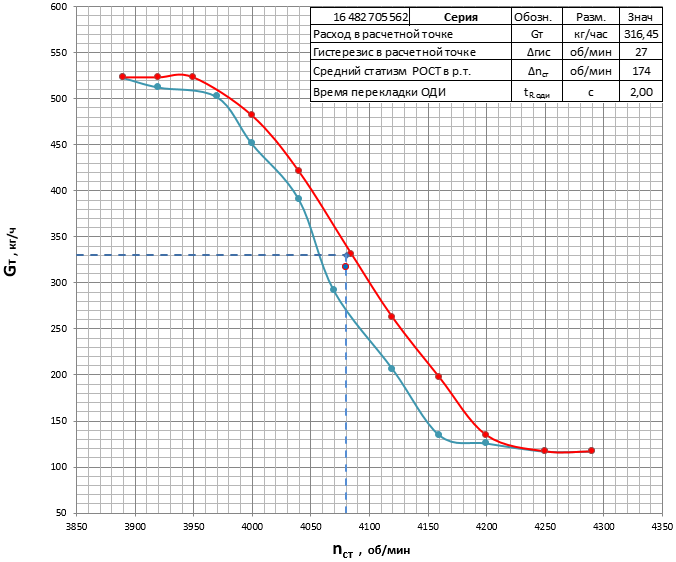 16 482 705 562 Серия Обозн. Разм. Знач
Расход в расчетной точке Gт кг/час 316,45
Гистерезис в расчетной точке Δгис об/мин 27
Средний статизм РОСТ в р.т. Δnст об/мин 174
Время перекладки ОДИ tR.оди с 2,00
600
550
500
450
400
350
300
250
200
150
100
50
Gт , кг/ч
3850 3900 3950 4000 4050 4100 4150 4200 4250 4300 4350
nст , об/мин